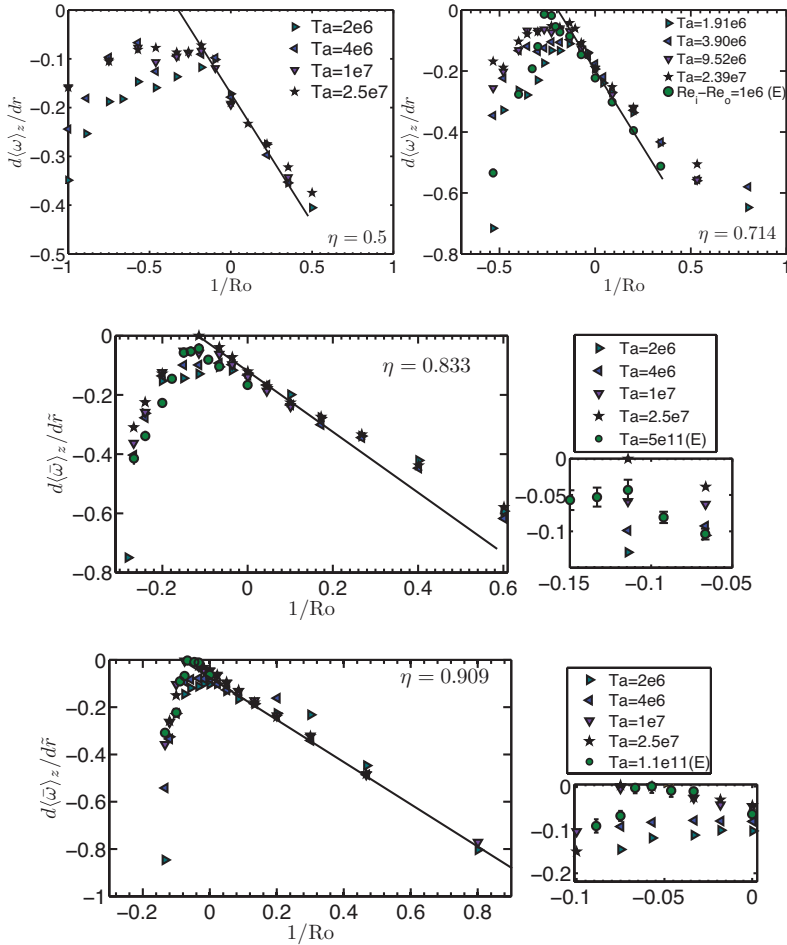 0
−0.1
−0.2
−0.3
−0.4
−0.5
d⟨ω⟩z/dr
Ta=2e6
Ta=4e6
Ta=1e7
Ta=2.5e7
η = 0.5
−1
−0.5
0
0.5
1
1/Ro
0
−0.2
−0.4
−0.6
−0.8
d⟨ω⟩z/dr
Ta=1.91e6
Ta=3.90e6
Ta=9.52e6
Ta=2.39e7
Rei−Reo=1e6 (E)
η = 0.714
−0.5
0
0.5
1
1/Ro
0
−0.2
−0.4
−0.6
−0.8
d⟨ω̄⟩z/dr̃
η = 0.833
−0.2
0
0.2
0.4
0.6
1/Ro
Ta=2e6
Ta=4e6
Ta=1e7
Ta=2.5e7
Ta=5e11(E)
0
−0.05
−0.1
−0.15
−0.1
−0.05
0
−0.2
−0.4
−0.6
−0.8
−1
d⟨ω̄⟩z/dr̃
η = 0.909
−0.2
0
0.2
0.4
0.6
0.8
1/Ro
Ta=2e6
Ta=4e6
Ta=1e7
Ta=2.5e7
Ta=1.1e11(E)
0
−0.1
−0.2
−0.1
−0.05
0